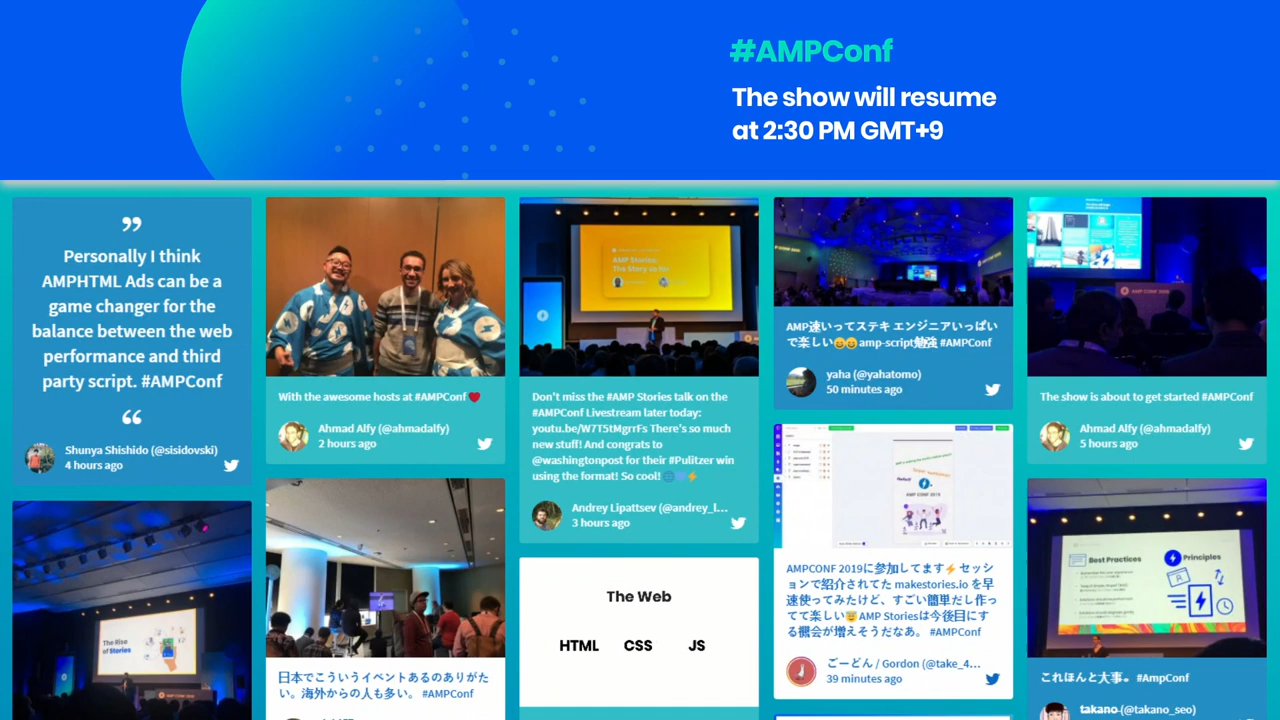 #AMPConf
The show will resume
at 2:30 PM GMT+9
”
Personally I think
AMPHTML Ads can be a
game changer for the
balance between the web
performance and third
party script. #AMPConf
“
Shunya Shishido (@sisidovski)
4 hours ago
The Rise
of Stories
With the awesome hosts at #AMPConf ❤️
Ahmad Alfy (@ahmadalfy)
2 hours ago
日本でこういうイベントあるのありがた
い。海外からの人も多い。 #AMPConf
AMP Stories:
The Story so far
Don't miss the #AMP Stories talk on the
#AMPConf Livestream later today:
youtu.be/W7T5tMgrrFs There's so much
new stuff! And congrats to
@washingtonpost for their #Pulitzer win
using the format! So cool! 🌐💙⚡
Andrey Lipattsev (@andrey_l...
3 hours ago
The Web
HTML CSS JS
AMP速いってステキ エンジニアいっぱい
で楽しい😄😄 amp-script勉強 #AMPConf
yaha (@yahatomo)
50 minutes ago
AMP CONF 2019
AMPCONF 2019に参加してます⚡ セッシ
ョンで紹介されてた makestories.io を早
速使ってみたけど、すごい簡単だし作っ
てて楽しい😇 AMP Storiesは今後目にす
る機会が増えそうだなあ。 #AMPConf
ごーどん / Gordon (@take_4...
39 minutes ago
AMP CONF 2019
The show is about to get started #AMPConf
Ahmad Alfy (@ahmadalfy)
5 hours ago
Best Practices
Principles
これほんと大事。 #AmpConf
takano (@takano_seo)